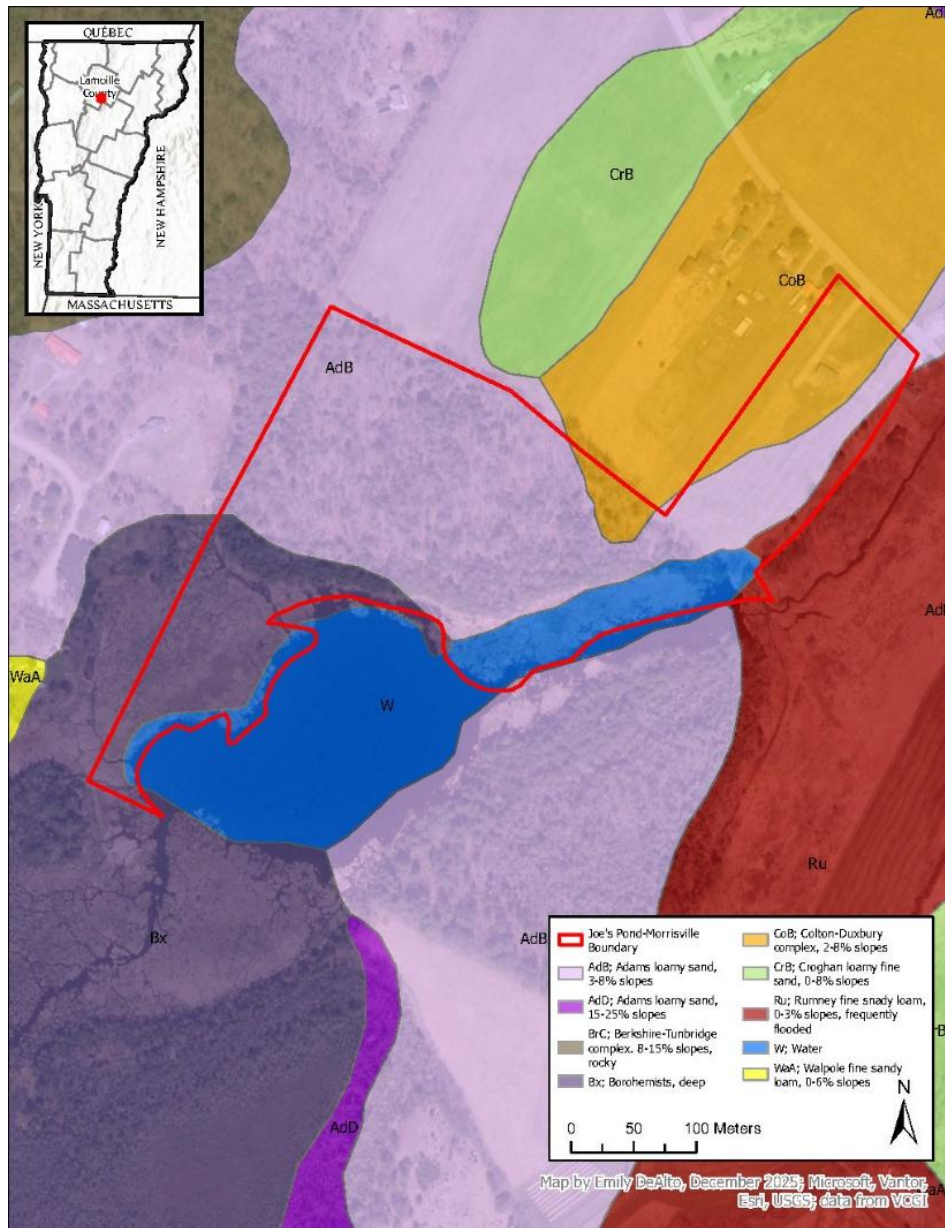 QUÉBEC
Lamoille
County
NEW YORK
NEW HAMPSHIRE
MASSACHUSETTS
Ad
CrB
CoB
AdB
AdB
WaA
W
Ru
Bx
AdB
AdD
rB
aA
Joe's Pond-Morrisville
Boundary
AdB; Adams loamy sand,
3-8% slopes
AdD; Adams loamy sand,
15-25% slopes
BrC; Berkshire-Tunbridge
complex. 8-15% slopes,
rocky
Bx; Borohemists, deep
CoB: Colton-Duxbury
complex, 2-8% slopes
CrB; Croghan loamy fine
sand, 0-8% slopes
Ru; Rumney fine snady loam,
0-3% slopes, frequently
flooded
W; Water
WaA; Walpole fine sandy
loam, 0-6% slopes
N
0 50 100 Meters
Map by Emily DeAlto, December 2025; Microsoft, Vantor,
Esri, USGS; data from VCGI